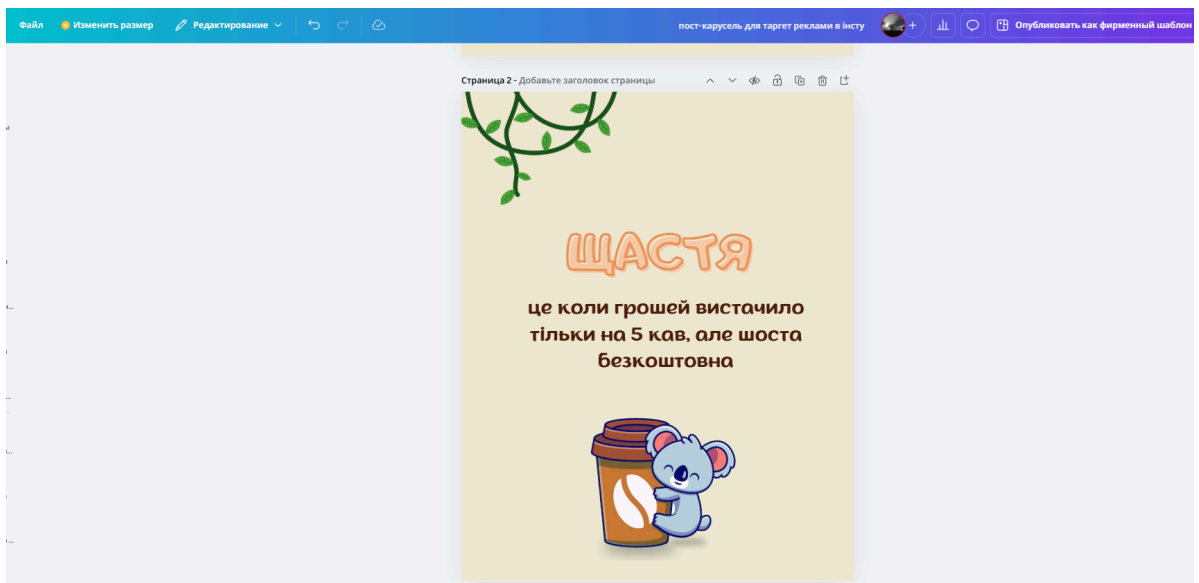 Файл Изменить размер Редактирование пост-карусель для таргет реклами в інсту + Опубликовать как фирменный шаблон
Страница 2 - Добавьте заголовок страницы
ЩАСТЯ
це коли грошей вистачило
тільки на 5 кав, але шоста
безкоштовна